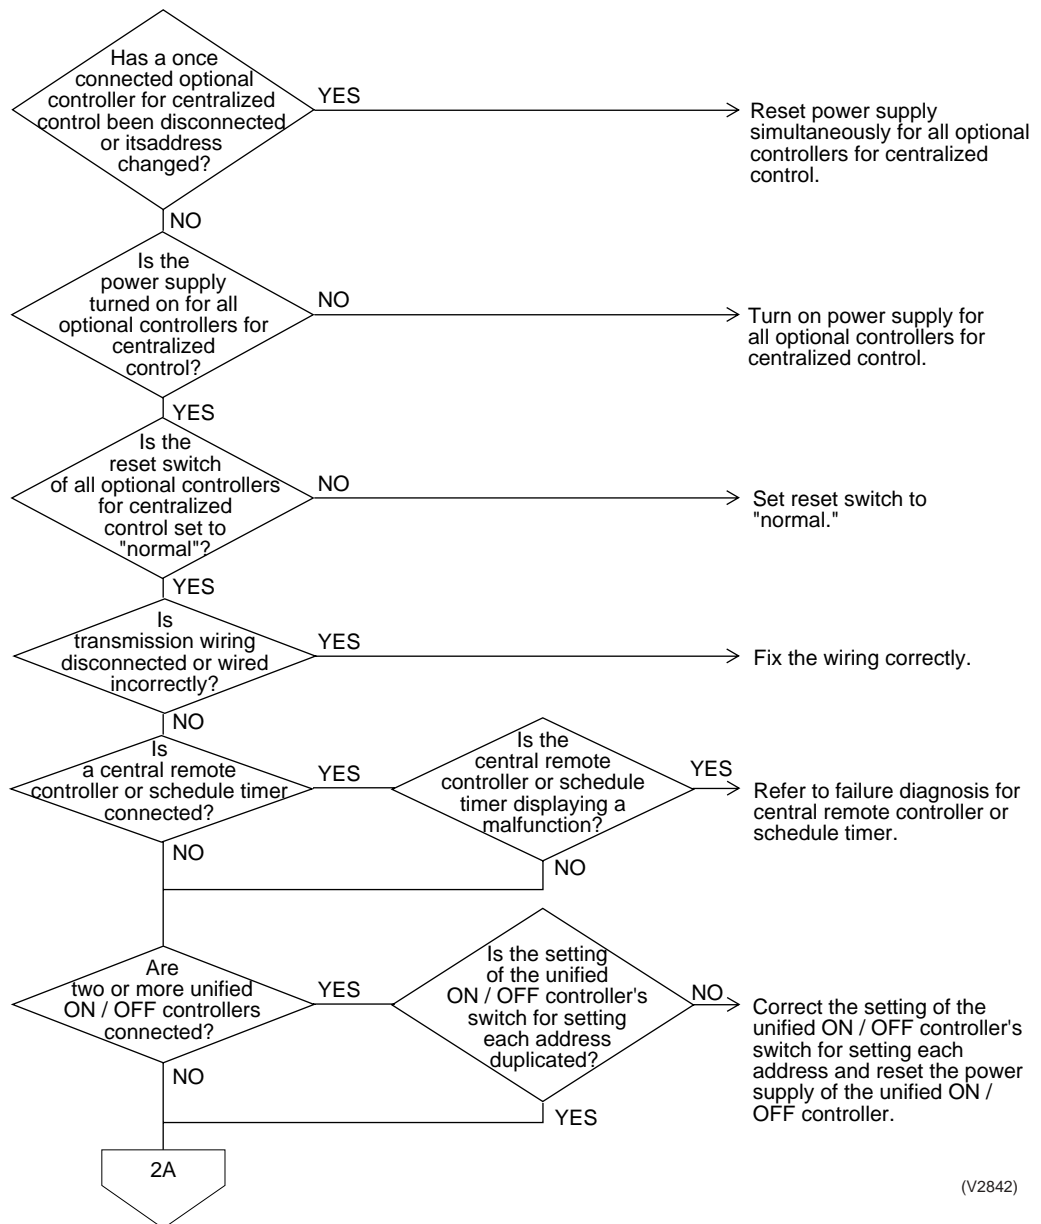 Has a once
connected optional
controller for centralized
control been disconnected
or itsaddress
changed?
YES
Reset power supply
simultaneously for all optional
controllers for centralized
control.
NO
Is the
power supply
turned on for all
optional controllers for
centralized
control?
NO
Turn on power supply for
all optional controllers for
centralized control.
YES
Is the
reset switch
of all optional controllers
for centralized
control set to
"normal"?
NO
Set reset switch to
"normal."
YES
Is
transmission wiring
disconnected or wired
incorrectly?
YES
Fix the wiring correctly.
NO
Is
a central remote
controller or schedule timer
connected?
YES
Is the
central remote
controller or schedule
timer displaying a
malfunction?
YES
Refer to failure diagnosis for
central remote controller or
schedule timer.
NO
NO
Are
two or more unified
ON / OFF controllers
connected?
YES
Is the setting
of the unified
ON / OFF controller's
switch for setting
each address
duplicated?
NO
Correct the setting of the
unified ON / OFF controller's
switch for setting each
address and reset the power
supply of the unified ON /
OFF controller.
NO
YES
2A
(V2842)